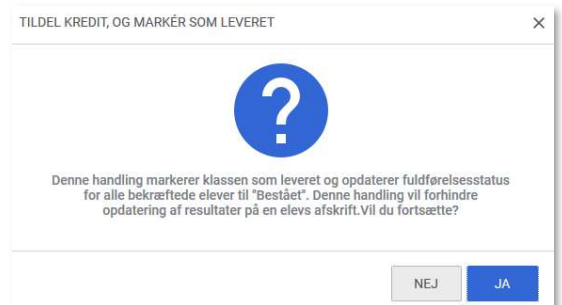 TILDEL KREDIT, OG MARKÉR SOM LEVERET
Denne handling markerer klassen som leveret og opdaterer fuldførelsesstatus
for alle bekræftede elever til "Bestået". Denne handling vil forhindre
opdatering af resultater på en elevs afskrift.Vil du fortsætte?
NEJ JA